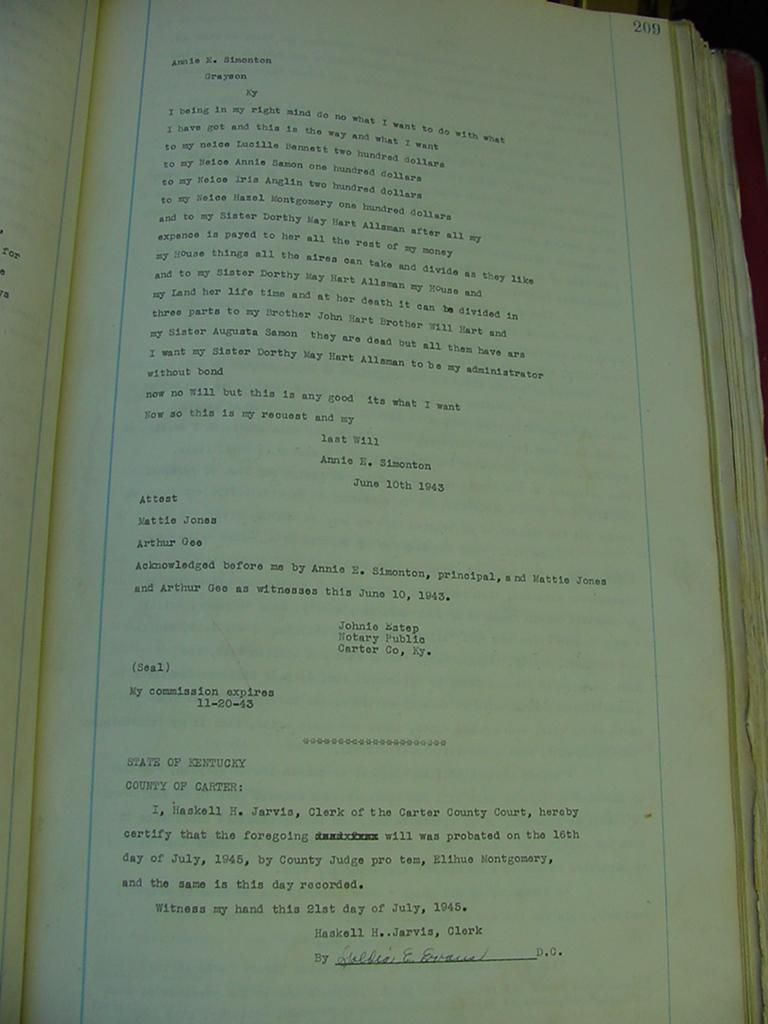 209
Annie E. Simonton
Grayson
Ky
I being in my right mind do no what I want to do with what
I have got and this is the way and what I want
to my neice Lucille Bennett two hundred dollars
to my Neice Annie Samon one hundred dollars
to my Neice Iris Anglin two hundred dollars
to my Neice Hazel Montgomery one hundred dollars
and to my Sister Dorthy May Hart Allsman after all my
expence is payed to her all the rest of my money
my House things all the aires can take and divide as they like
and to my Sister Dorthy May Hart Allsman my House and
my Land her life time and at her death it can be divided in
three parts to my Brother John Hart Brother Will Hart and
my Sister Augusta Samon they are dead but all them have ars
I want my Sister Dorthy May Hart Allsman to be my administrator
without bond
now no Will but this is any good its what I want
Now so this is my recuest and my
last Will
Annie E. Simonton
June 10th 1943
Attest
Mattie Jones
Arthur Gee
Acknowledged before me by Annie E. Simonton, principal, and Mattie Jones
and Arthur Gee as witnesses this June 10, 1943.
Johnie Estep
Notary Public
Carter Co, Ky.
(Seal)
My commission expires
11-20-43
*********************
STATE OF KENTUCKY
COUNTY OF CARTER:
I, Haskell H. Jarvis, Clerk of the Carter County Court, hereby
certify that the foregoing will was probated on the 16th
day of July, 1945, by County Judge pro tem, Elihue Montgomery,
and the same is this day recorded.
Witness my hand this 21st day of July, 1945.
Haskell H..Jarvis, Clerk
By E. Evans D.C.
for